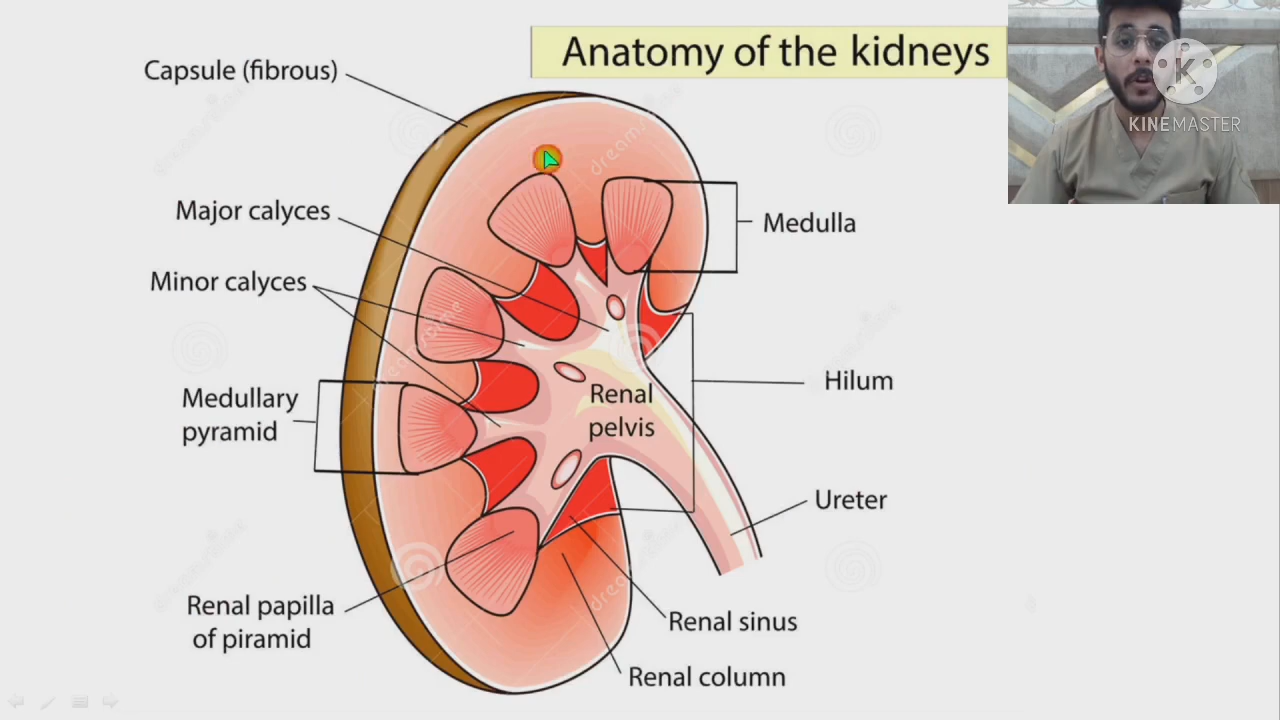 Anatomy of the kidneys
Capsule (fibrous)
K
KINEMASTER
Major calyces
Medulla
Minor calyces
Medullary
pyramid
Renal
pelvis
Hilum
Ureter
Renal papilla
of piramid
Renal sinus
Renal column